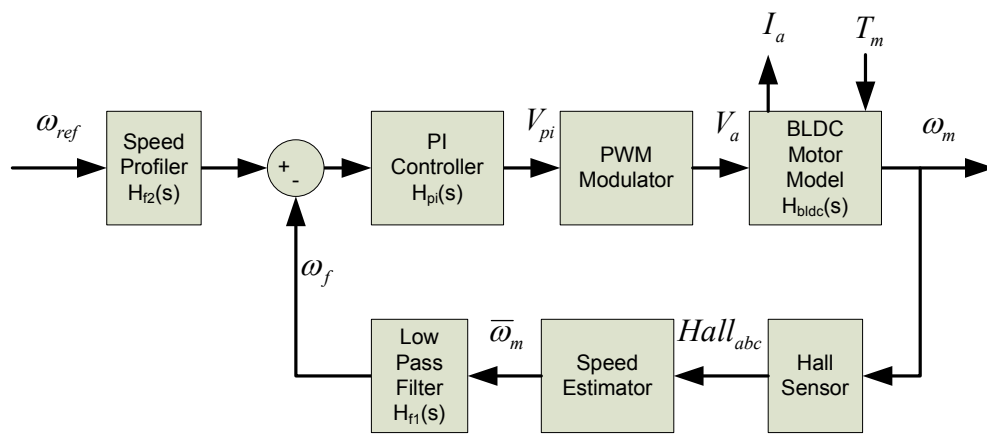 I_a
T_m
ω_ref
Speed
Profiler
H_f2(s)
+
-
PI
Controller
H_pi(s)
V_pi
PWM
Modulator
V_a
BLDC
Motor
Model
H_bldc(s)
ω_m
ω_f
Low
Pass
Filter
H_f1(s)
ω̅_m
Speed
Estimator
Hall_abc
Hall
Sensor